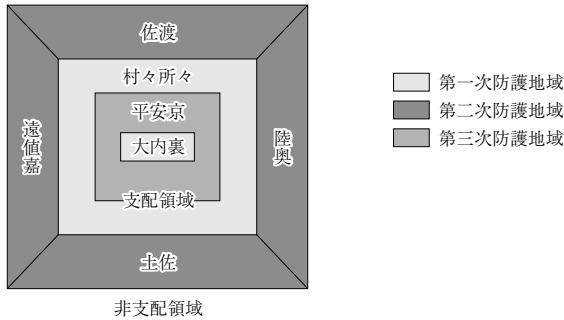 佐渡
村々所々
平安京
大内裏
遠値嘉
陸奥
支配領域
土佐
非支配領域
第一次防護地域
第二次防護地域
第三次防護地域